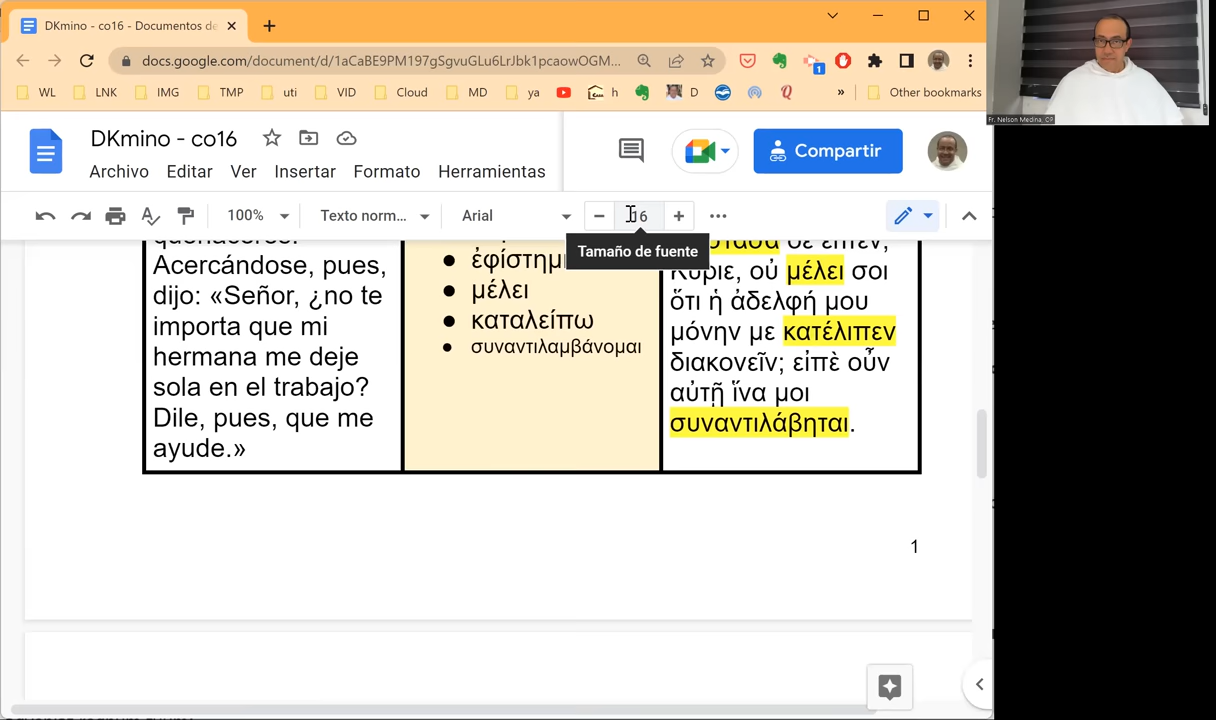 DKmino - co16 - Documentos de
docs.google.com/document/d/1aCaBE9PM197gSgvuGLu6LrJbk1pcaowOGM...
WL LNK IMG TMP uti VID Cloud MD ya h D » Other bookmarks
Fr. Nelson Medina, OP
DKmino - co16
Compartir
Archivo Editar Ver Insertar Formato Herramientas
100% Texto norm... Arial 16
Tamaño de fuente
Acercándose, pues,
dijo: «Señor, ¿no te
importa que mi
hermana me deje
sola en el trabajo?
Dile, pues, que me
ayude.»
μέλει
καταλείπω
συναντιλαμβάνομαι
δὲ εἶπεν,
Κύριε, οὐ μέλει σοι
ὅτι ἡ ἀδελφή μου
μόνην με κατέλιπεν
διακονεῖν; εἰπὲ οὖν
αὐτῇ ἵνα μοι
συναντιλάβηται.
1